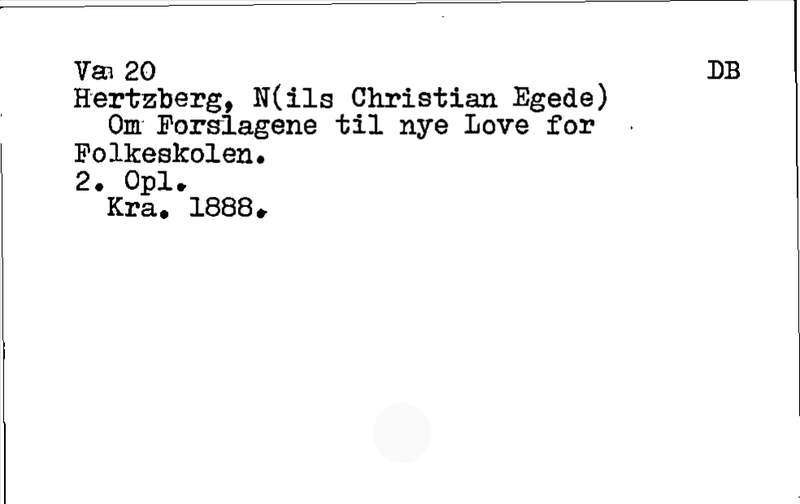 Va 20 DB
Hertzberg, N(ils Christian Egede)
Om Forslagene til nye Love for
Folkeskolen.
2. Opl.
Kra. 1888.